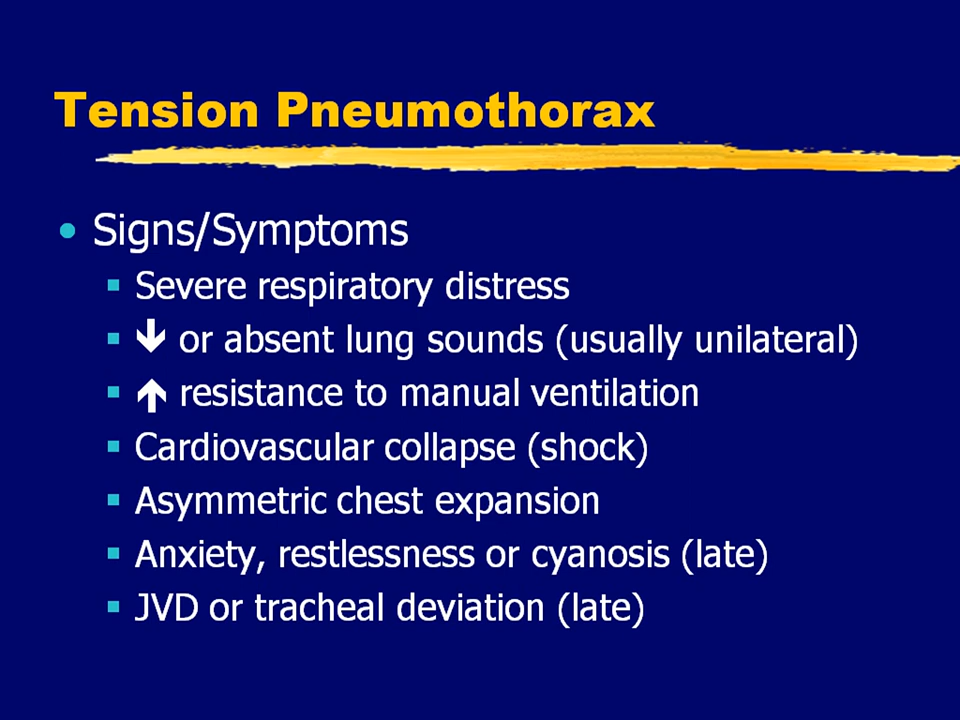 Tension Pneumothorax
• Signs/Symptoms
▪ Severe respiratory distress
▪ 🡻 or absent lung sounds (usually unilateral)
▪ 🡹 resistance to manual ventilation
▪ Cardiovascular collapse (shock)
▪ Asymmetric chest expansion
▪ Anxiety, restlessness or cyanosis (late)
▪ JVD or tracheal deviation (late)